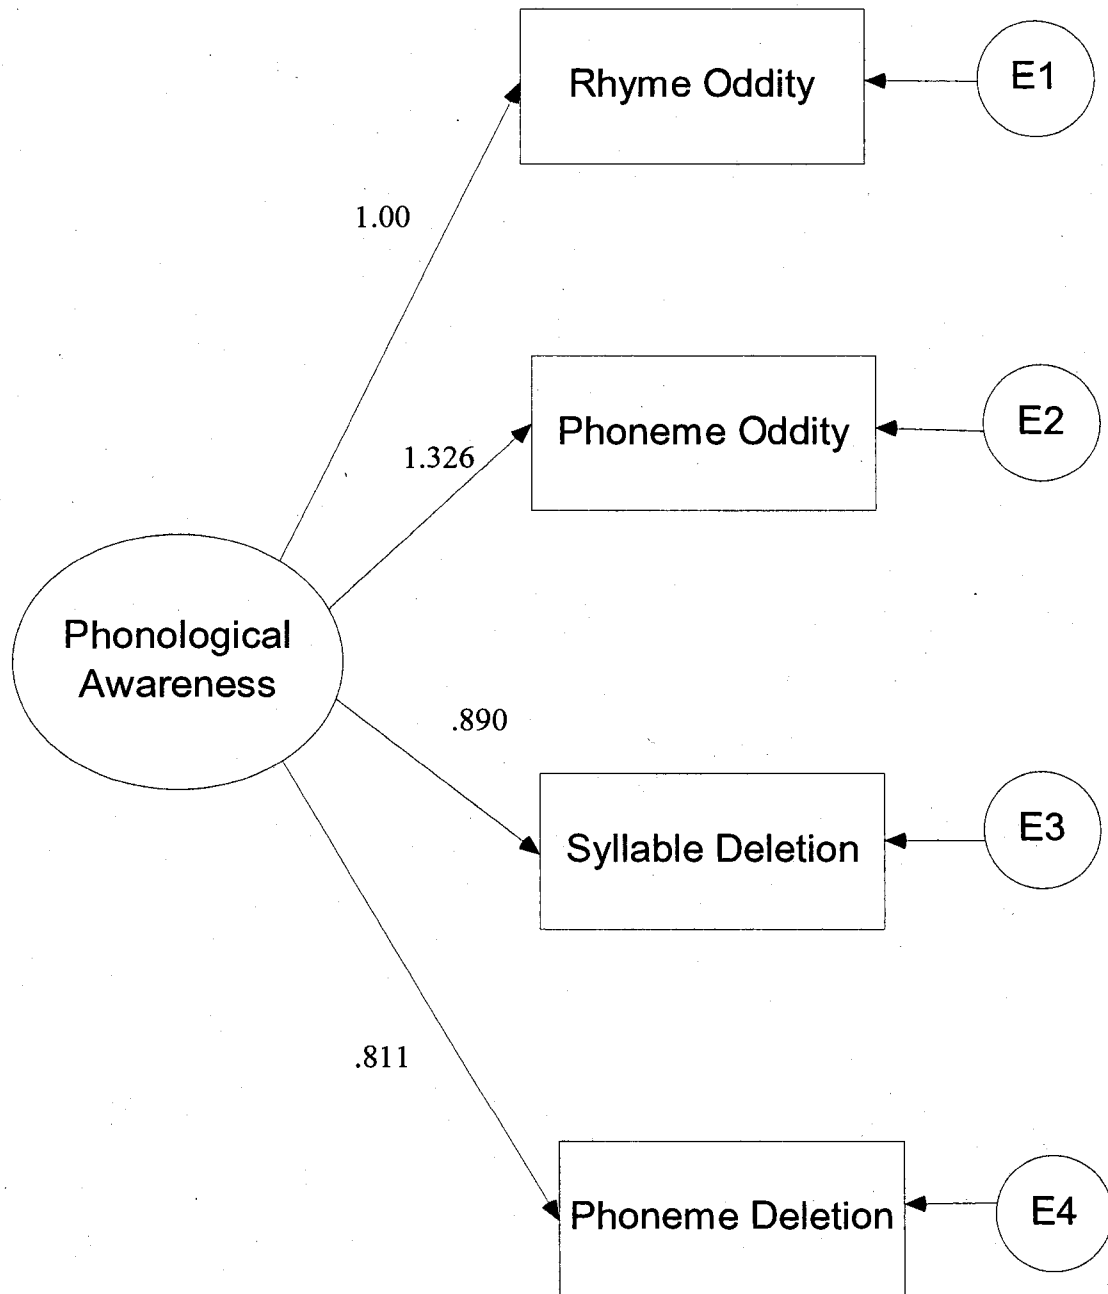 Rhyme Oddity
E1
1.00
Phoneme Oddity
E2
1.326
Phonological
Awareness
.890
Syllable Deletion
E3
.811
Phoneme Deletion
E4